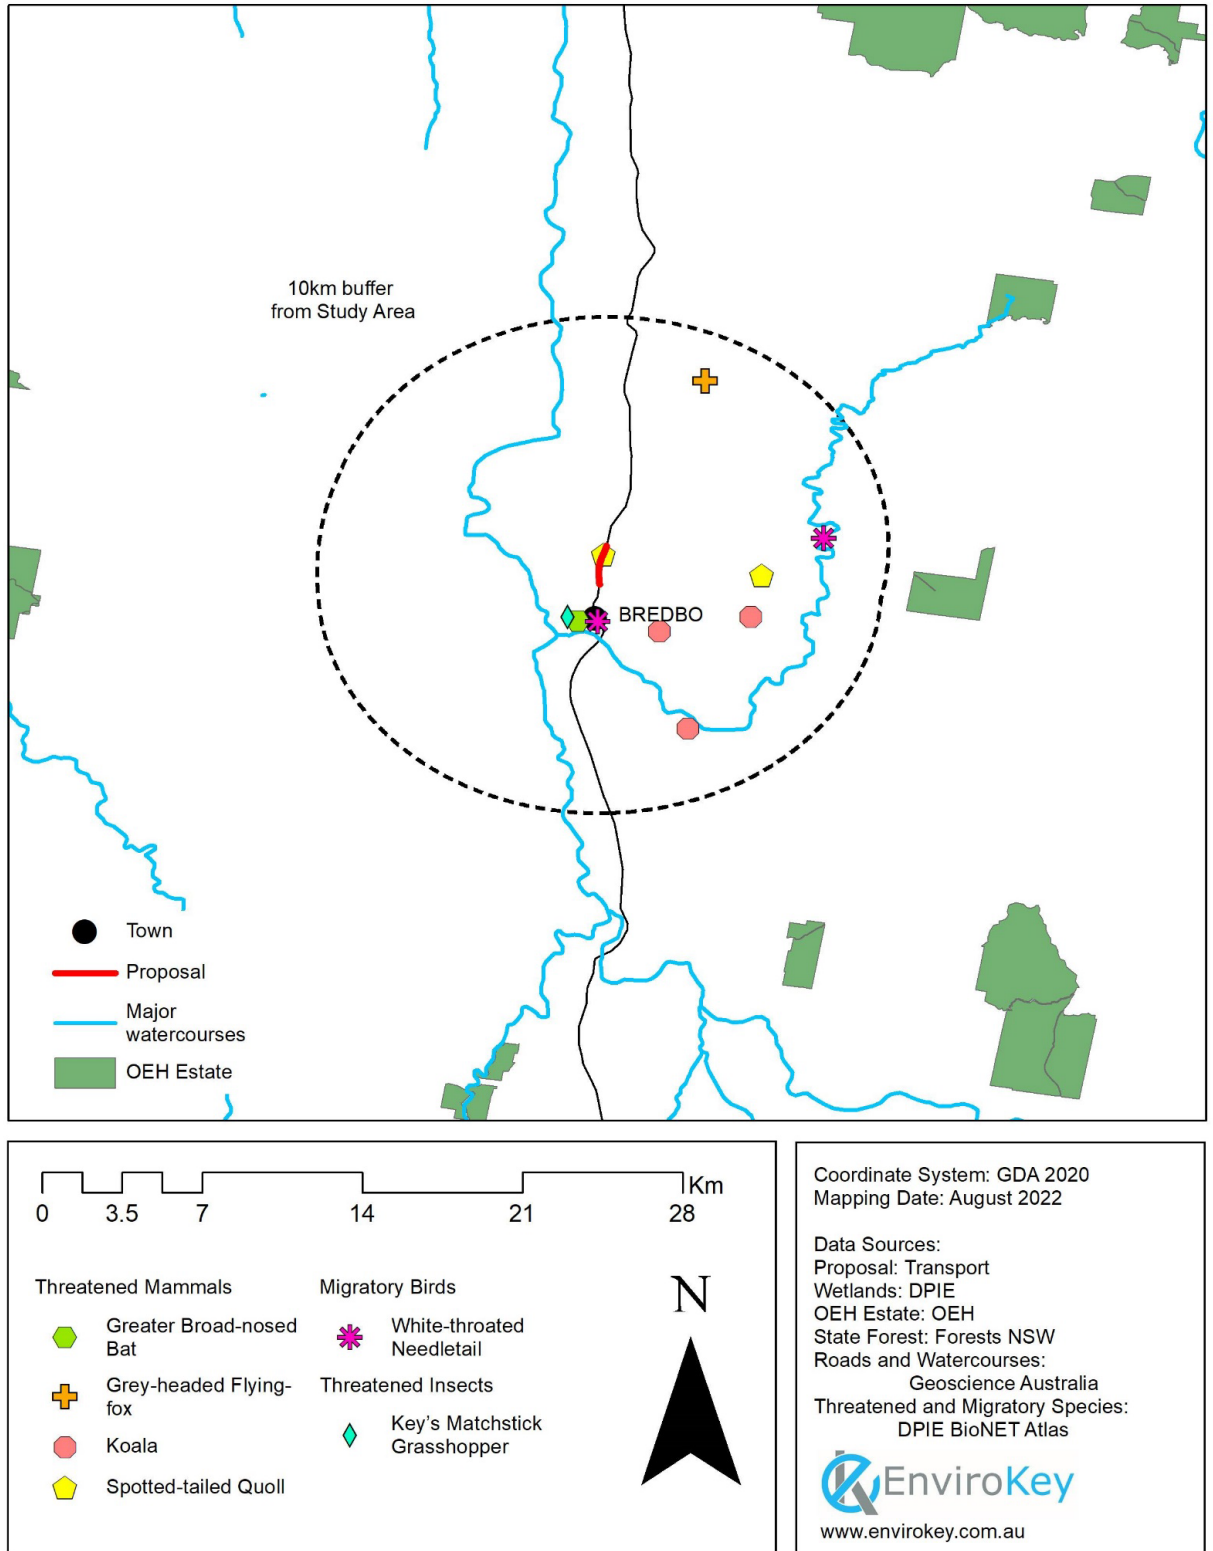 10km buffer
from Study Area
BREDBO
Town
Proposal
Major
watercourses
OEH Estate
Km
0 3.5 7 14 21 28
Threatened Mammals
Greater Broad-nosed
Bat
Grey-headed Flying-
fox
Koala
Spotted-tailed Quoll
Migratory Birds
White-throated
Needletail
Threatened Insects
Key's Matchstick
Grasshopper
N
Coordinate System: GDA 2020
Mapping Date: August 2022
Data Sources:
Proposal: Transport
Wetlands: DPIE
OEH Estate: OEH
State Forest: Forests NSW
Roads and Watercourses:
Geoscience Australia
Threatened and Migratory Species:
DPIE BioNET Atlas
EnviroKey
www.envirokey.com.au